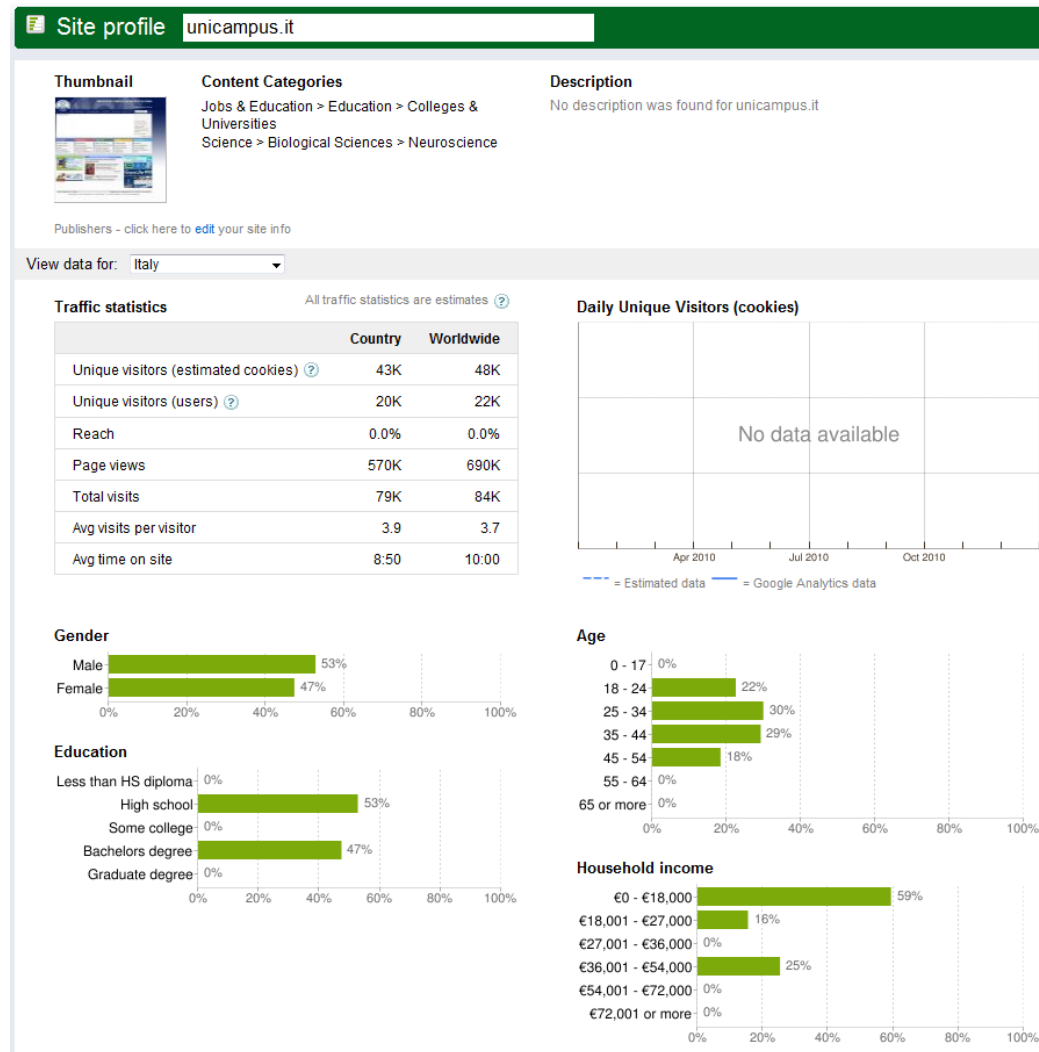 Site profile unicampus.it
Thumbnail
Content Categories
Jobs & Education > Education > Colleges &
Universities
Science > Biological Sciences > Neuroscience
Description
No description was found for unicampus.it
Publishers - click here to edit your site info
View data for: Italy
Traffic statistics
All traffic statistics are estimates ?
Country Worldwide
Unique visitors (estimated cookies) ? 43K 48K
Unique visitors (users) ? 20K 22K
Reach 0.0% 0.0%
Page views 570K 690K
Total visits 79K 84K
Avg visits per visitor 3.9 3.7
Avg time on site 8:50 10:00
Daily Unique Visitors (cookies)
No data available
Apr 2010 Jul 2010 Oct 2010
= Estimated data = Google Analytics data
Gender
Male 53%
Female 47%
0% 20% 40% 60% 80% 100%
Education
Less than HS diploma 0%
High school 53%
Some college 0%
Bachelors degree 47%
Graduate degree 0%
0% 20% 40% 60% 80% 100%
Age
0 - 17 0%
18 - 24 22%
25 - 34 30%
35 - 44 29%
45 - 54 18%
55 - 64 0%
65 or more 0%
0% 20% 40% 60% 80% 100%
Household income
€0 - €18,000 59%
€18,001 - €27,000 16%
€27,001 - €36,000 0%
€36,001 - €54,000 25%
€54,001 - €72,000 0%
€72,001 or more 0%
0% 20% 40% 60% 80% 100%